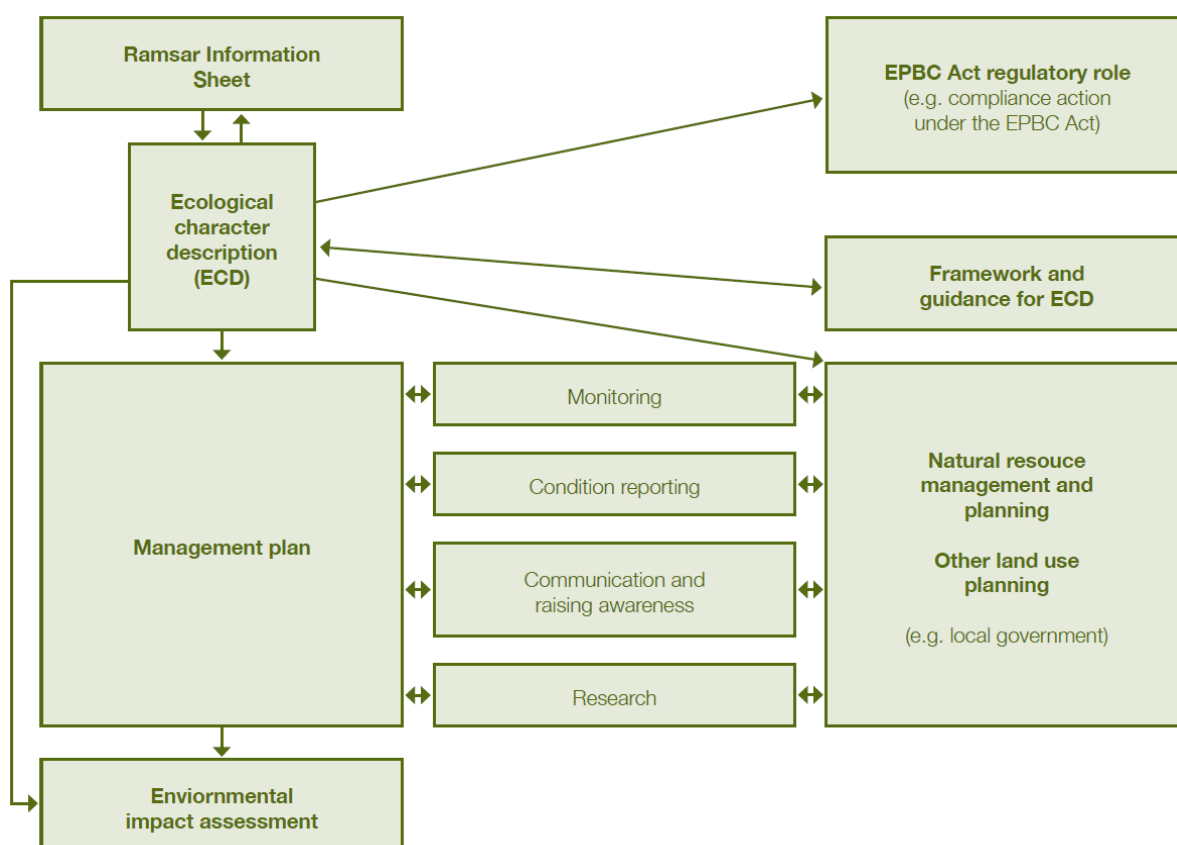 Ramsar Information
Sheet
EPBC Act regulatory role
(e.g. compliance action
under the EPBC Act)
Ecological
character
description
(ECD)
Framework and
guidance for ECD
Management plan
Monitoring
Condition reporting
Communication and
raising awareness
Research
Natural resouce
management and
planning
Other land use
planning
(e.g. local government)
Enviornmental
impact assessment